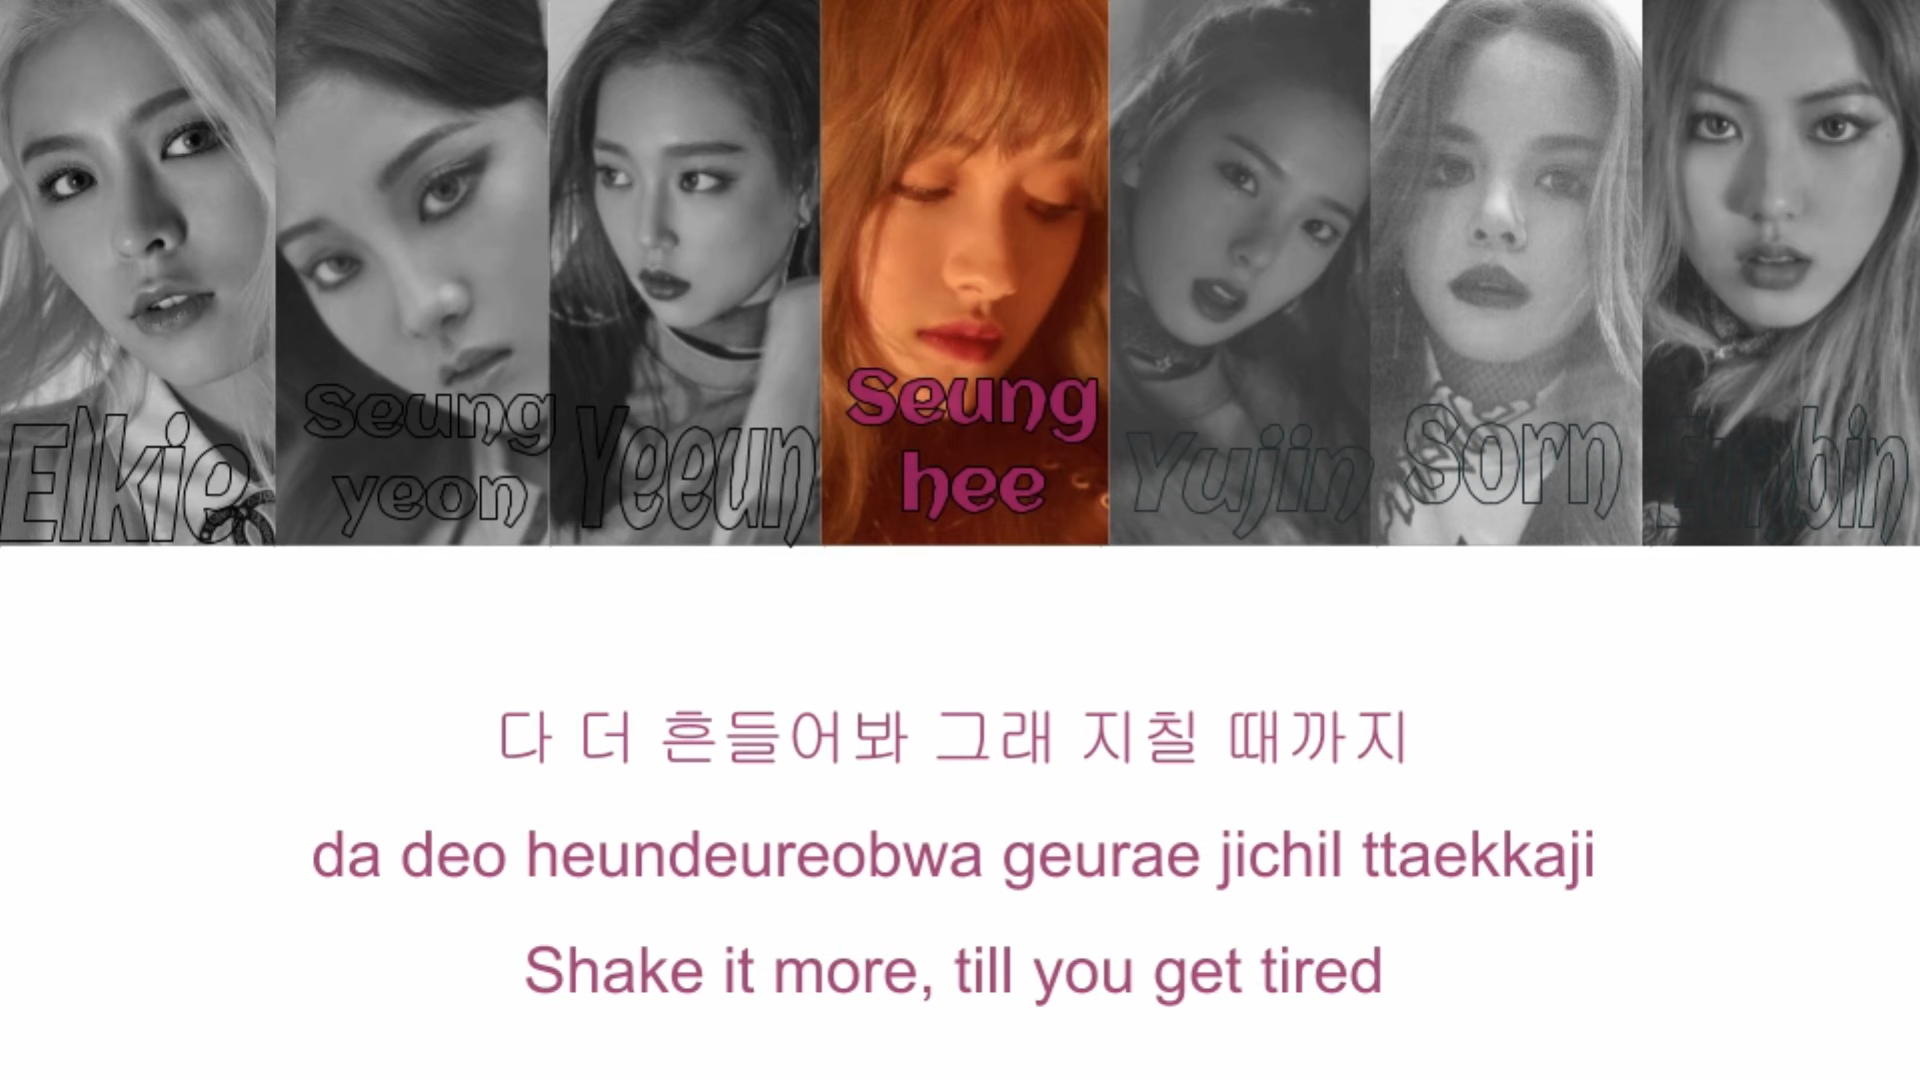 Elkie
Seung
yeon
Yeeun
Seung
hee
Yujin
Sorn
Eunbin
다 더 흔들어봐 그래 지칠 때까지
da deo heundeureobwa geurae jichil ttaekkaji
Shake it more, till you get tired